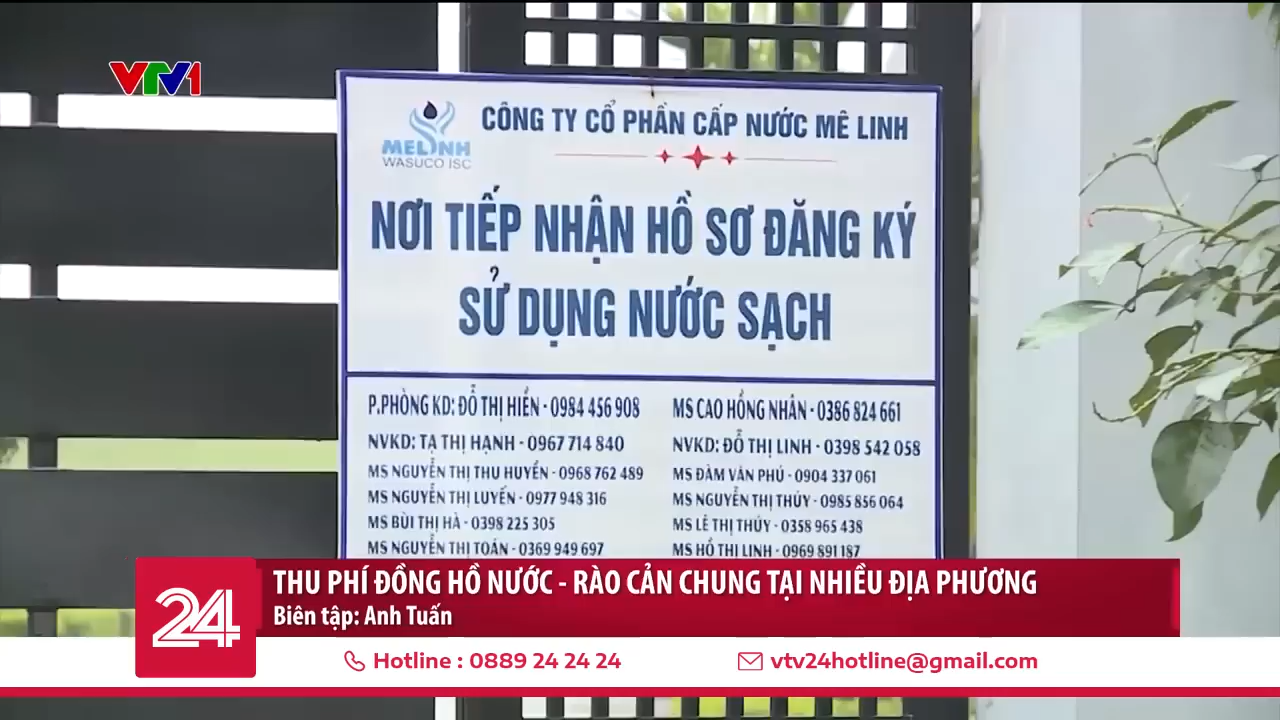 VTV1
MELINH
WASUCO JSC
CÔNG TY CỔ PHẦN CẤP NƯỚC MÊ LINH
NƠI TIẾP NHẬN HỒ SƠ ĐĂNG KÝ
SỬ DỤNG NƯỚC SẠCH
P.PHÒNG KD: ĐỖ THỊ HIỀN - 0984 456 908
MS CAO HỒNG NHÂN - 0386 824 661
NVKD: TẠ THỊ HẠNH - 0967 714 840
NVKD: ĐỖ THỊ LINH - 0398 542 058
MS NGUYỄN THỊ THU HUYỀN - 0968 762 489
MS ĐÀM VĂN PHÚ - 0904 337 061
MS NGUYỄN THỊ LUYẾN - 0977 948 316
MS NGUYỄN THỊ THÚY - 0985 856 064
MS BÙI THỊ HÀ - 0398 225 305
MS LÊ THỊ THÚY - 0358 965 438
MS NGUYỄN THỊ TOÁN - 0369 949 697
MS HỒ THỊ LINH - 0969 891 187
24
THU PHÍ ĐỒNG HỒ NƯỚC - RÀO CẢN CHUNG TẠI NHIỀU ĐỊA PHƯƠNG
Biên tập: Anh Tuấn
Hotline : 0889 24 24 24
vtv24hotline@gmail.com